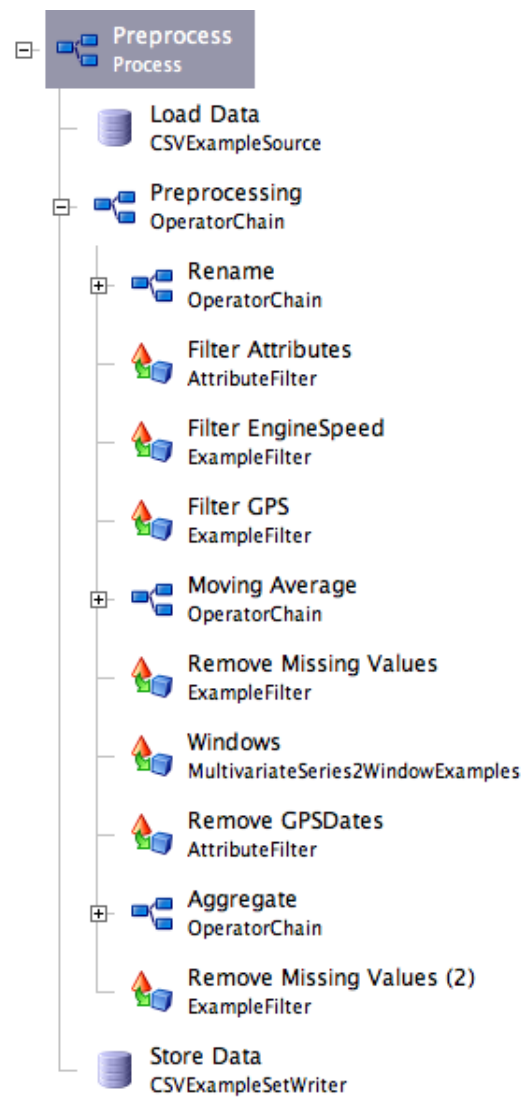 Preprocess
Process
Load Data
CSVExampleSource
Preprocessing
OperatorChain
Rename
OperatorChain
Filter Attributes
AttributeFilter
Filter EngineSpeed
ExampleFilter
Filter GPS
ExampleFilter
Moving Average
OperatorChain
Remove Missing Values
ExampleFilter
Windows
MultivariateSeries2WindowExamples
Remove GPSDates
AttributeFilter
Aggregate
OperatorChain
Remove Missing Values (2)
ExampleFilter
Store Data
CSVExampleSetWriter